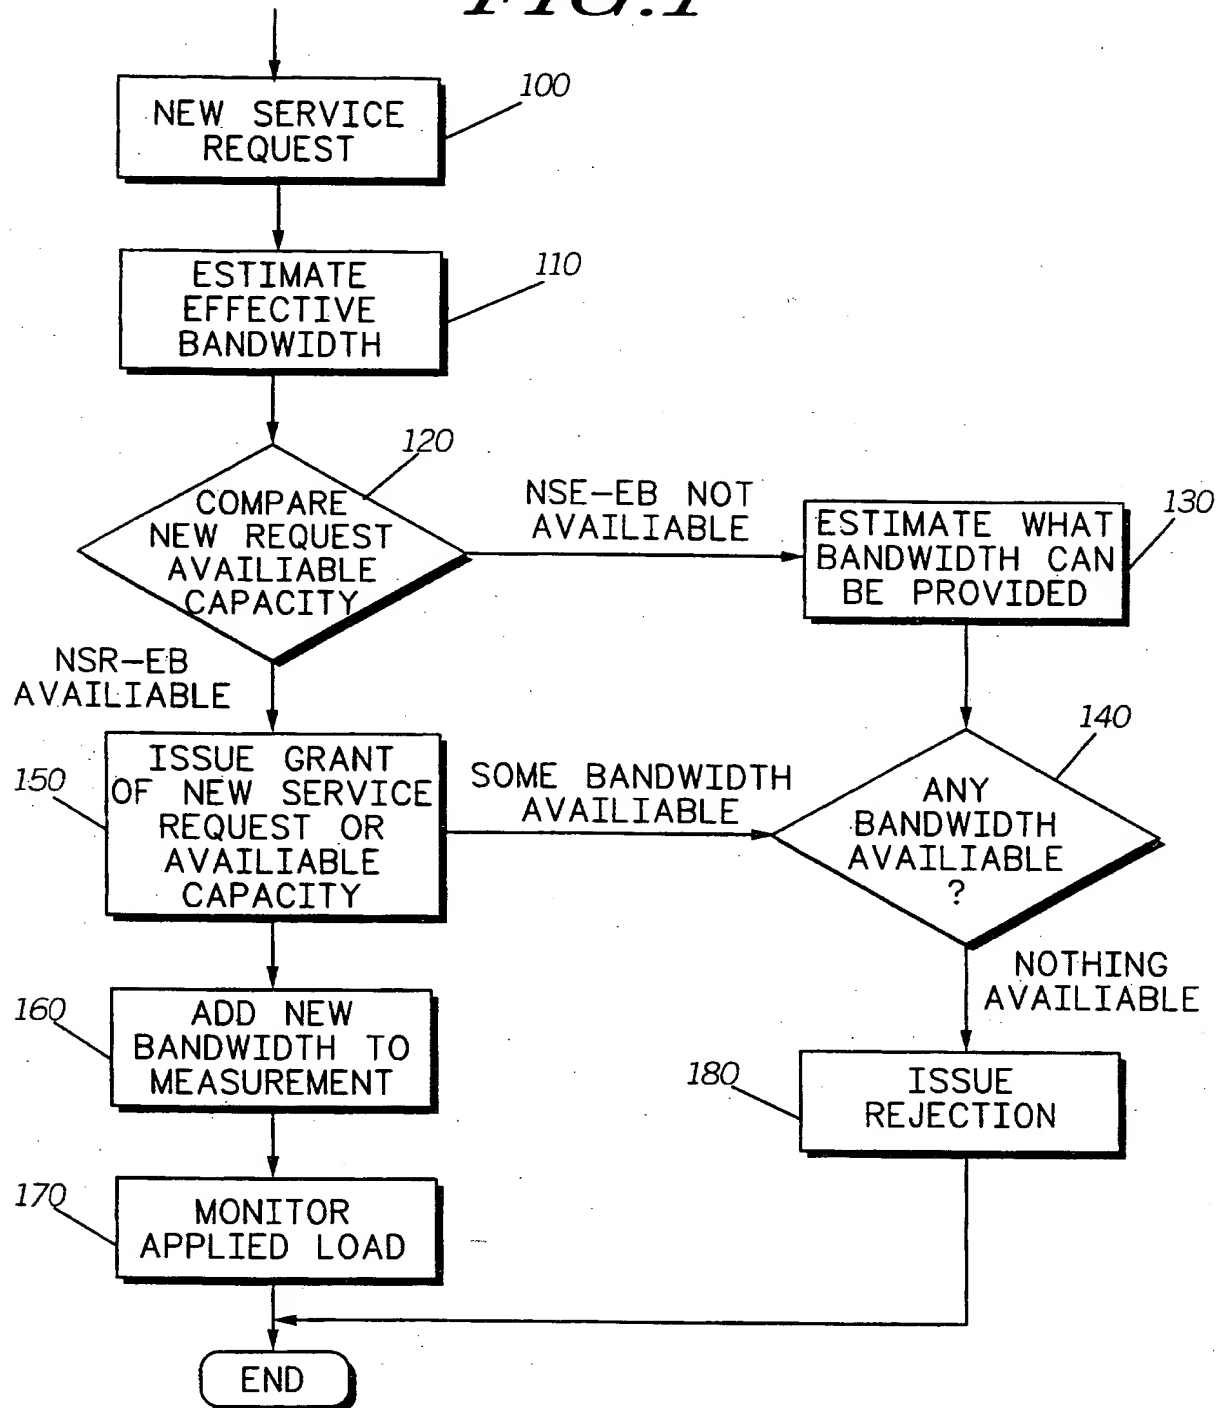 FIG.1
100
NEW SERVICE
REQUEST
110
ESTIMATE
EFFECTIVE
BANDWIDTH
120
COMPARE
NEW REQUEST
AVAILIABLE
CAPACITY
NSE-EB NOT
AVAILIABLE
130
ESTIMATE WHAT
BANDWIDTH CAN
BE PROVIDED
NSR-EB
AVAILIABLE
140
ANY
BANDWIDTH
AVAILIABLE
?
150
ISSUE GRANT
OF NEW SERVICE
REQUEST OR
AVAILIABLE
CAPACITY
SOME BANDWIDTH
AVAILIABLE
NOTHING
AVAILIABLE
160
ADD NEW
BANDWIDTH TO
MEASUREMENT
180
ISSUE
REJECTION
170
MONITOR
APPLIED LOAD
END